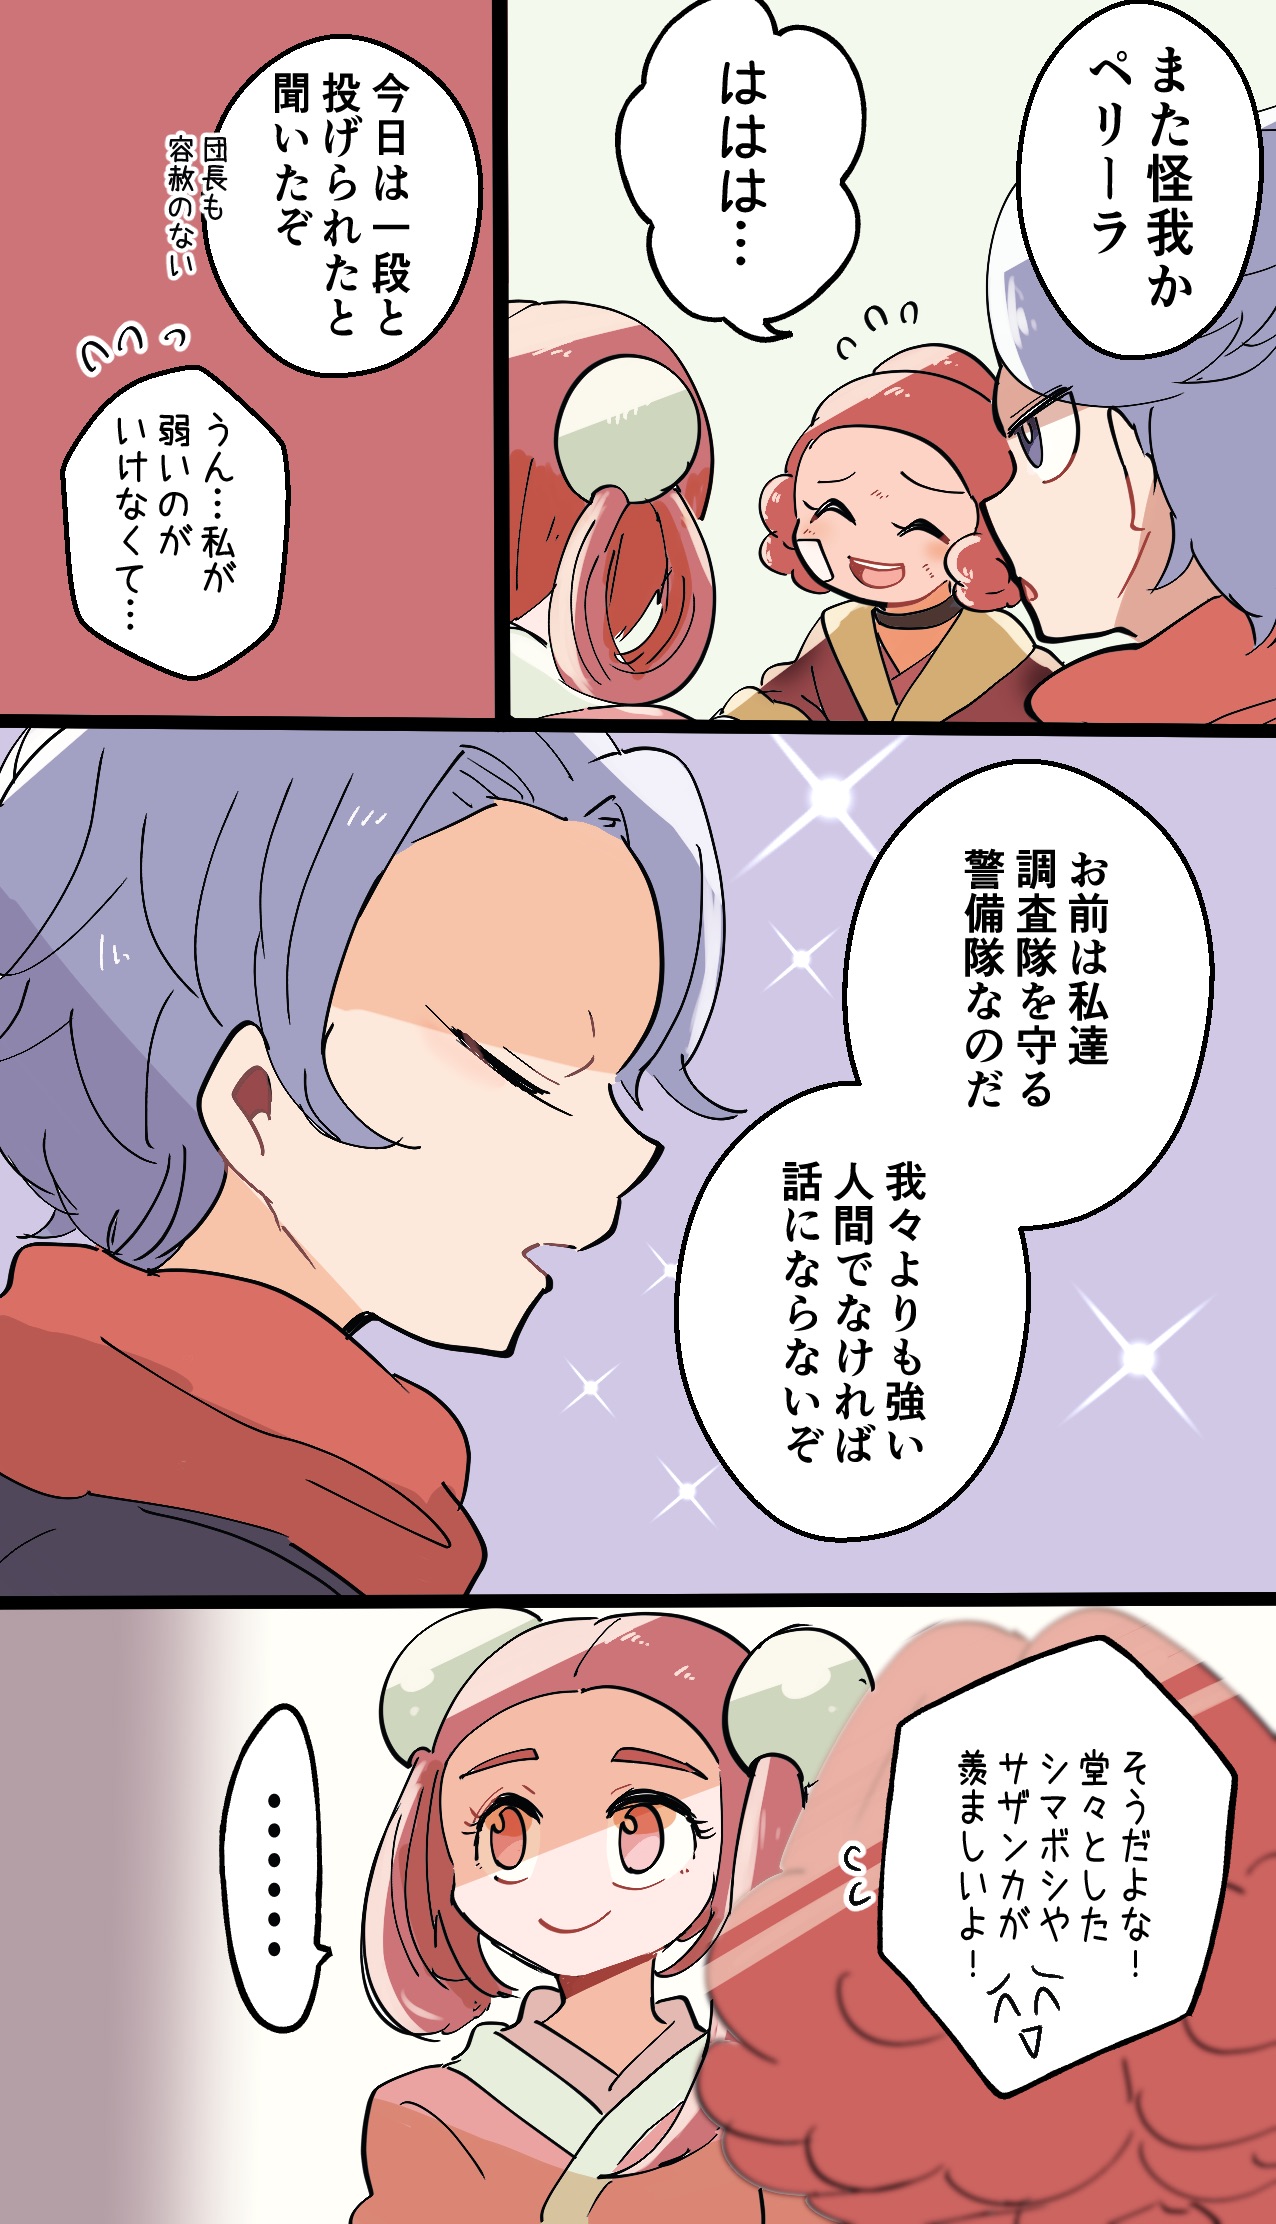 また怪我か
ペリーラ
ははは…
今日は一段と
投げられたと
聞いたぞ
団長も
容赦のない
うん…私が
弱いのが
いけなくて…
お前は私達
調査隊を守る
警備隊なのだ
我々よりも強い
人間でなければ
話にならないぞ
そうだよな！
堂々とした
シマボシや
サザンカが
羨ましいよ！
……